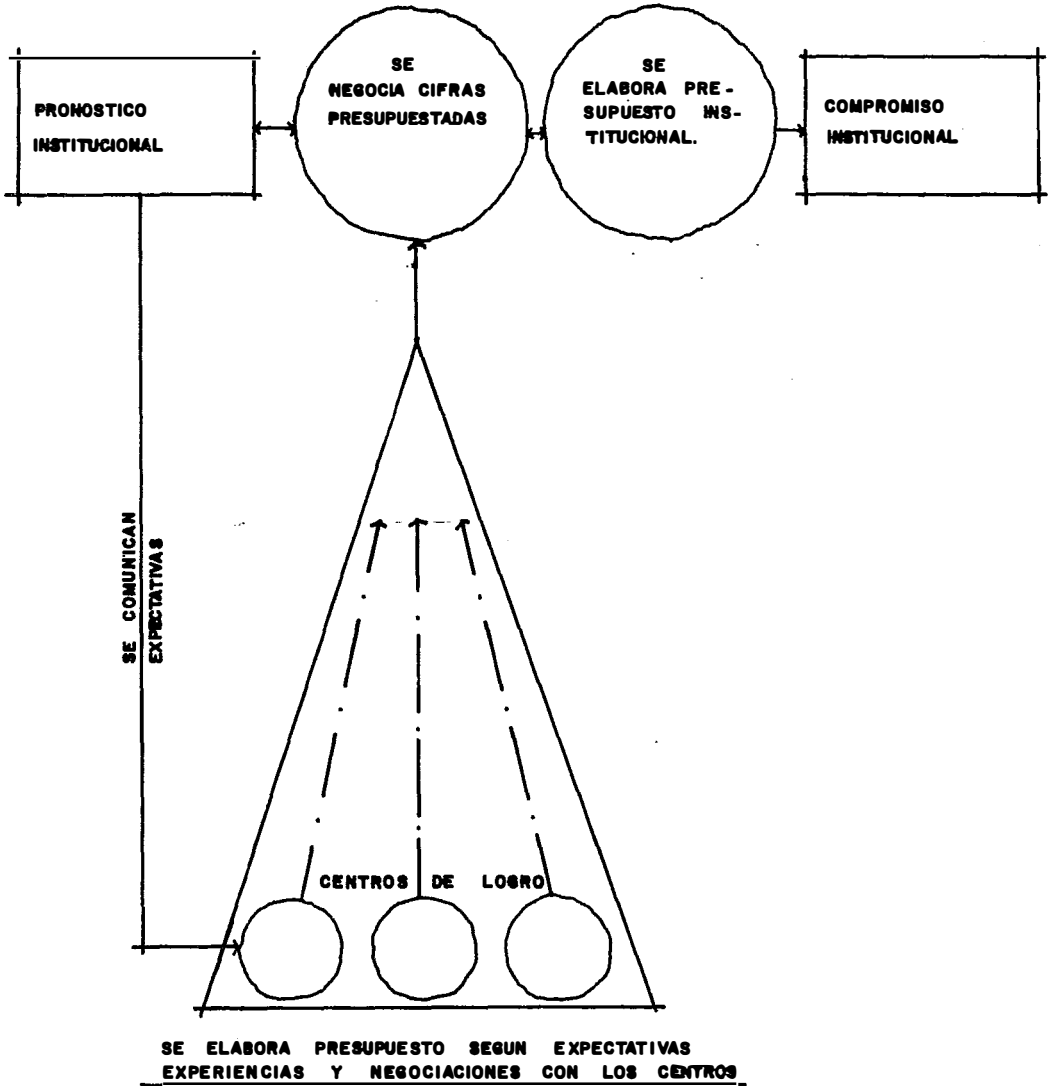 PRONOSTICO
INSTITUCIONAL
SE
NEGOCIA CIFRAS
PRESUPUESTADAS
SE
ELABORA PRE-
SUPUESTO INS-
TITUCIONAL.
COMPROMISO
INSTITUCIONAL
SE COMUNICAN
EXPECTATIVAS
CENTROS DE LOGRO
SE ELABORA PRESUPUESTO SEGUN EXPECTATIVAS
EXPERIENCIAS Y NEGOCIACIONES CON LOS CENTROS